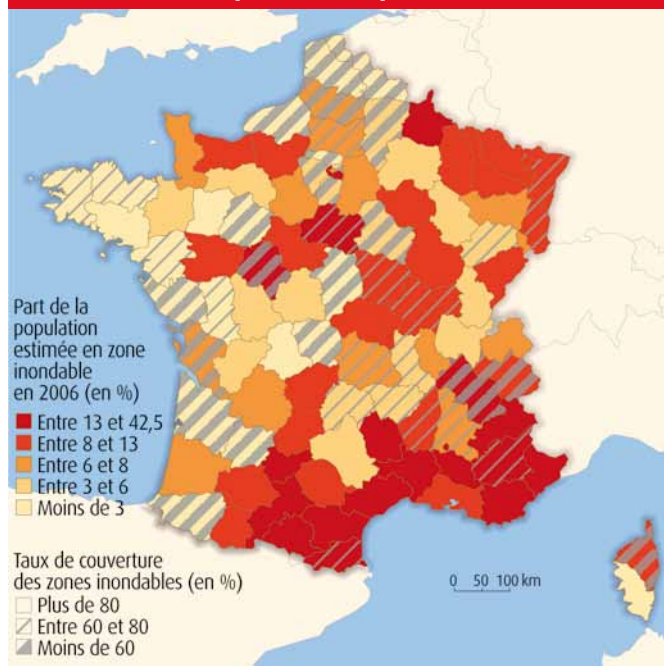 Part de la
population
estimée en zone
inondable
en 2006 (en %)
Entre 13 et 42,5
Entre 8 et 13
Entre 6 et 8
Entre 3 et 6
Moins de 3
Taux de couverture
des zones inondables (en %)
Plus de 80
Entre 60 et 80
Moins de 60
0 50 100 km